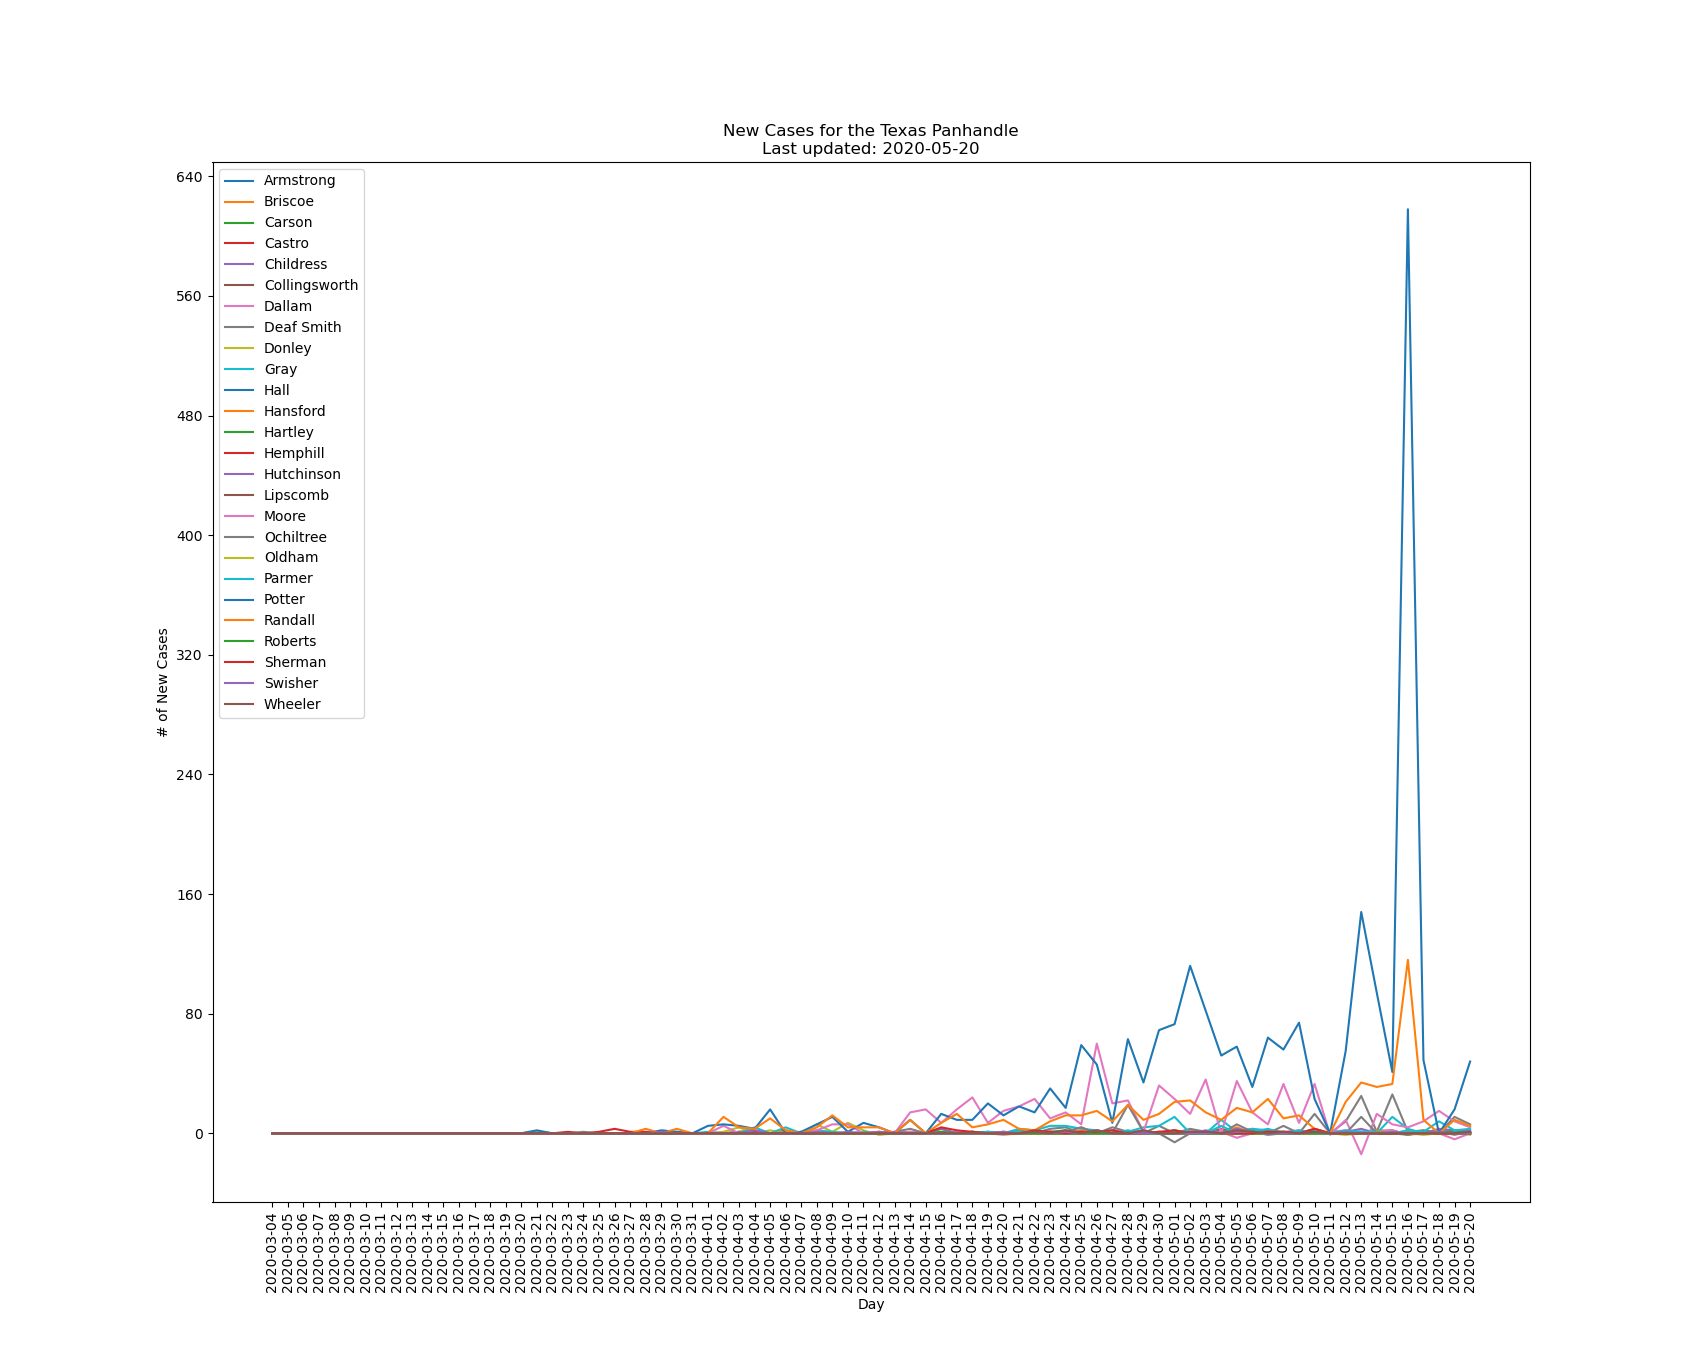 New Cases for the Texas Panhandle
Last updated: 2020-05-20
640
560
480
400
320
240
160
80
0
# of New Cases
Armstrong
Briscoe
Carson
Castro
Childress
Collingsworth
Dallam
Deaf Smith
Donley
Gray
Hall
Hansford
Hartley
Hemphill
Hutchinson
Lipscomb
Moore
Ochiltree
Oldham
Parmer
Potter
Randall
Roberts
Sherman
Swisher
Wheeler
2020-03-04
2020-03-05
2020-03-06
2020-03-07
2020-03-08
2020-03-09
2020-03-10
2020-03-11
2020-03-12
2020-03-13
2020-03-14
2020-03-15
2020-03-16
2020-03-17
2020-03-18
2020-03-19
2020-03-20
2020-03-21
2020-03-22
2020-03-23
2020-03-24
2020-03-25
2020-03-26
2020-03-27
2020-03-28
2020-03-29
2020-03-30
2020-03-31
2020-04-01
2020-04-02
2020-04-03
2020-04-04
2020-04-05
2020-04-06
2020-04-07
2020-04-08
2020-04-09
2020-04-10
2020-04-11
2020-04-12
2020-04-13
2020-04-14
2020-04-15
2020-04-16
2020-04-17
2020-04-18
2020-04-19
2020-04-20
2020-04-21
2020-04-22
2020-04-23
2020-04-24
2020-04-25
2020-04-26
2020-04-27
2020-04-28
2020-04-29
2020-04-30
2020-05-01
2020-05-02
2020-05-03
2020-05-04
2020-05-05
2020-05-06
2020-05-07
2020-05-08
2020-05-09
2020-05-10
2020-05-11
2020-05-12
2020-05-13
2020-05-14
2020-05-15
2020-05-16
2020-05-17
2020-05-18
2020-05-19
2020-05-20
Day